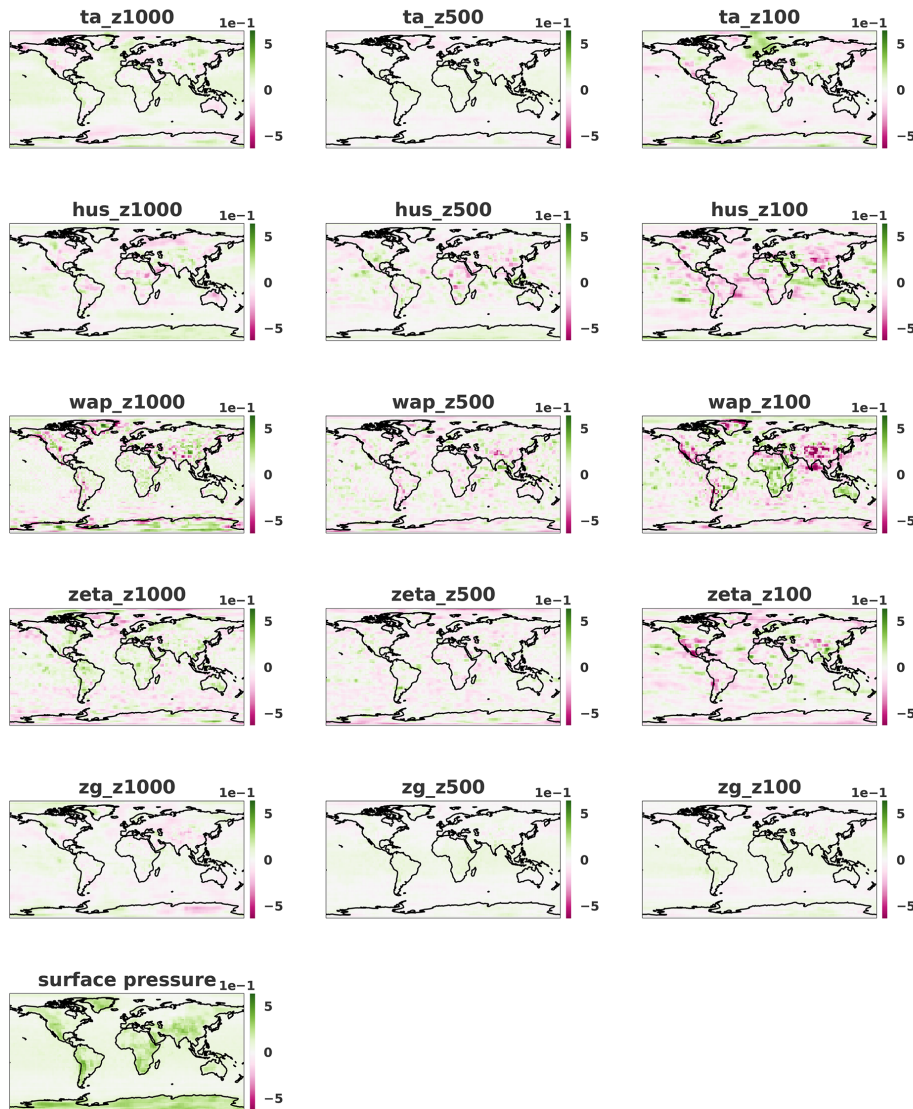 ta_z1000 ta_z500 ta_z100
1e−1 1e−1
5 5 5
0 0 0
−5 −5 −5
hus_z1000 hus_z500 hus_z100
1e−1 1e−1 1e−1
5 5 5
0 0 0
−5 −5 −5
wap_z1000 wap_z500 wap_z100
1e−1 1e−1 1e−1
5 5 5
0 0 0
−5 −5 −5
zeta_z1000 zeta_z500 zeta_z100
1e−1 1e−1 1e−1
5 5 5
0 0 0
−5 −5 −5
zg_z1000 zg_z500 zg_z100
1e−1 1e−1 1e−1
5 5 5
0 0 0
−5 −5 −5
surface pressure 1e−1
5
0
−5